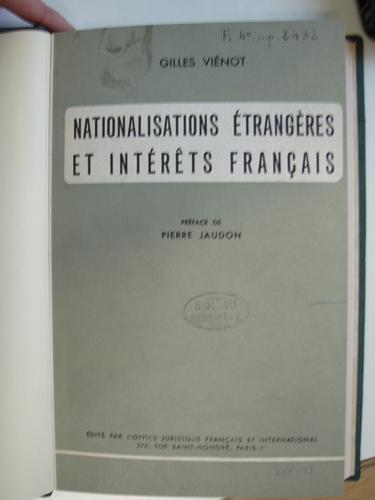 GILLES VIÉNOT
NATIONALISATIONS ÉTRANGÈRES
ET INTÉRÊTS FRANÇAIS
PRÉFACE DE
PIERRE JAUDON
ÉDITÉ PAR L'OFFICE JURIDIQUE FRANÇAIS ET INTERNATIONAL
274, RUE SAINT-HONORÉ, PARIS-1er